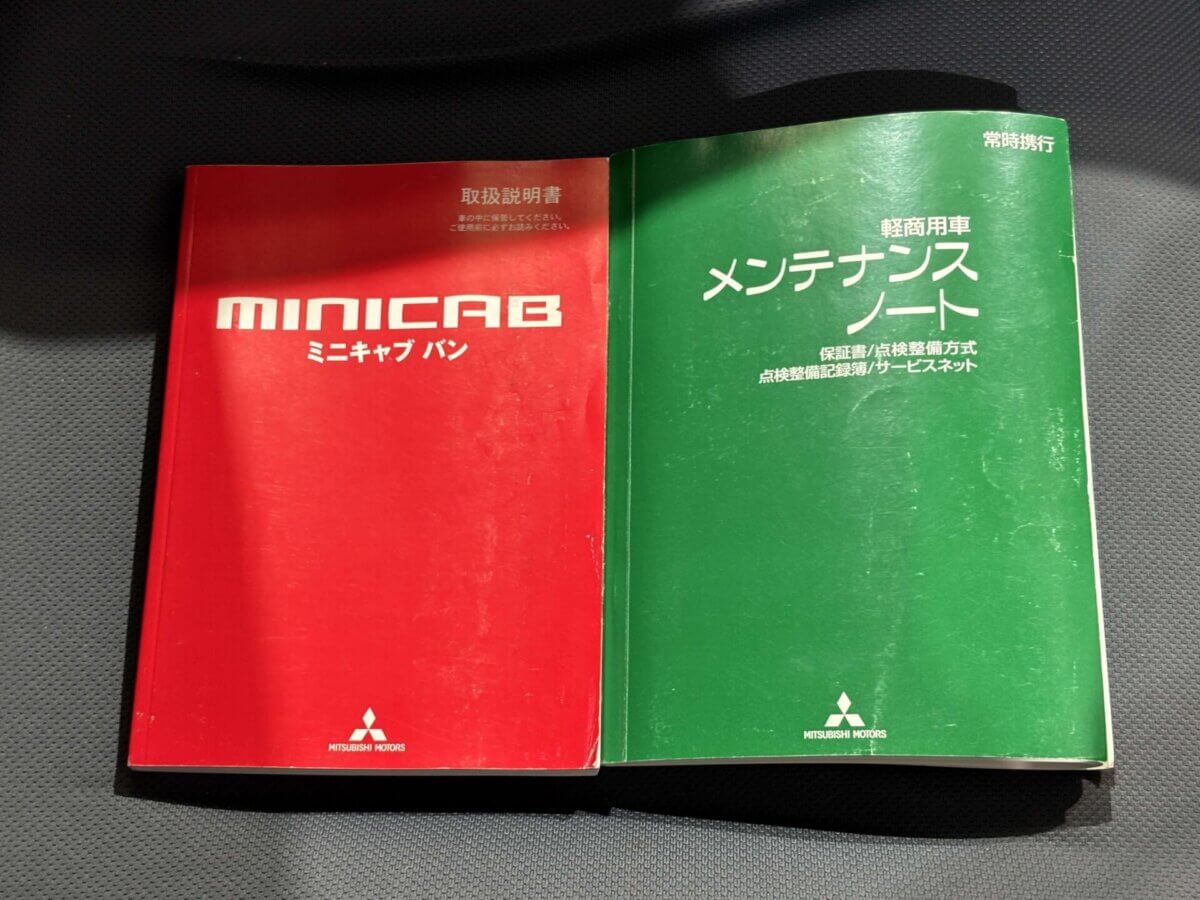 取扱説明書
車の中に保管してください。
ご使用前に必ずお読みください。
MINICAB
ミニキャブ バン
MITSUBISHI MOTORS
常時携行
軽商用車
メンテナンス
ノート
保証書/点検整備方式
点検整備記録簿/サービスネット
MITSUBISHI MOTORS